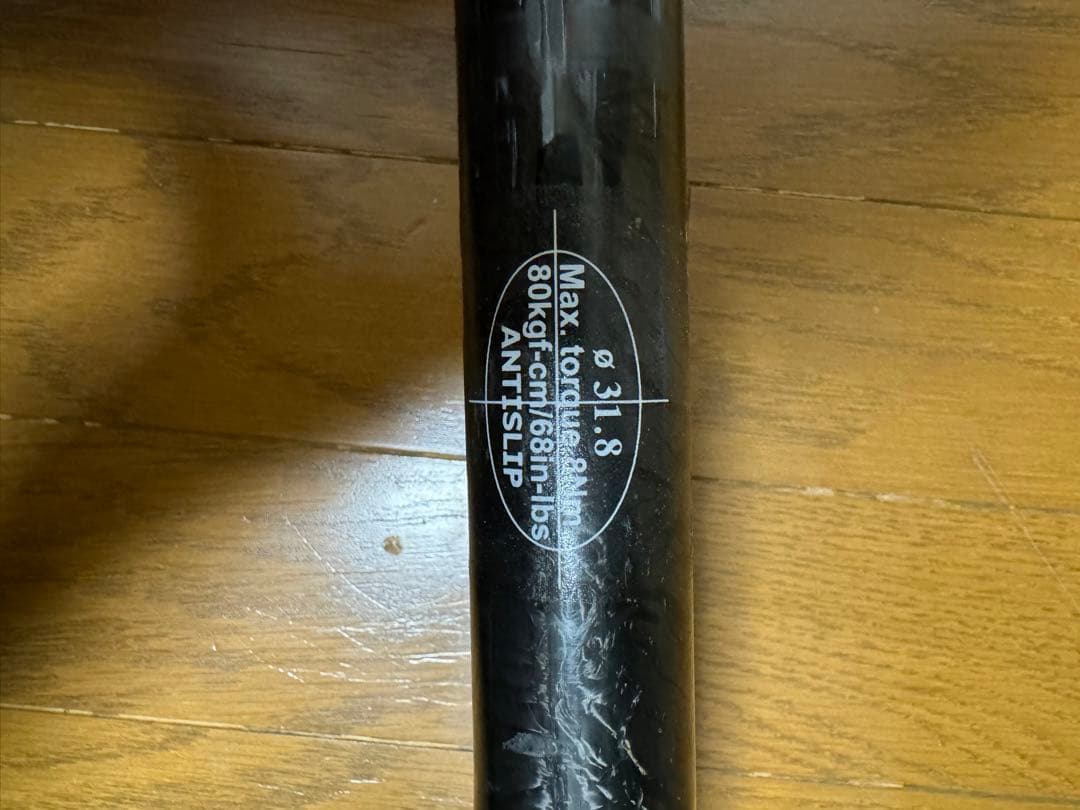 ø 31.8
Max. torque 8Nm
80kgf-cm/68in-lbs
ANTISLIP